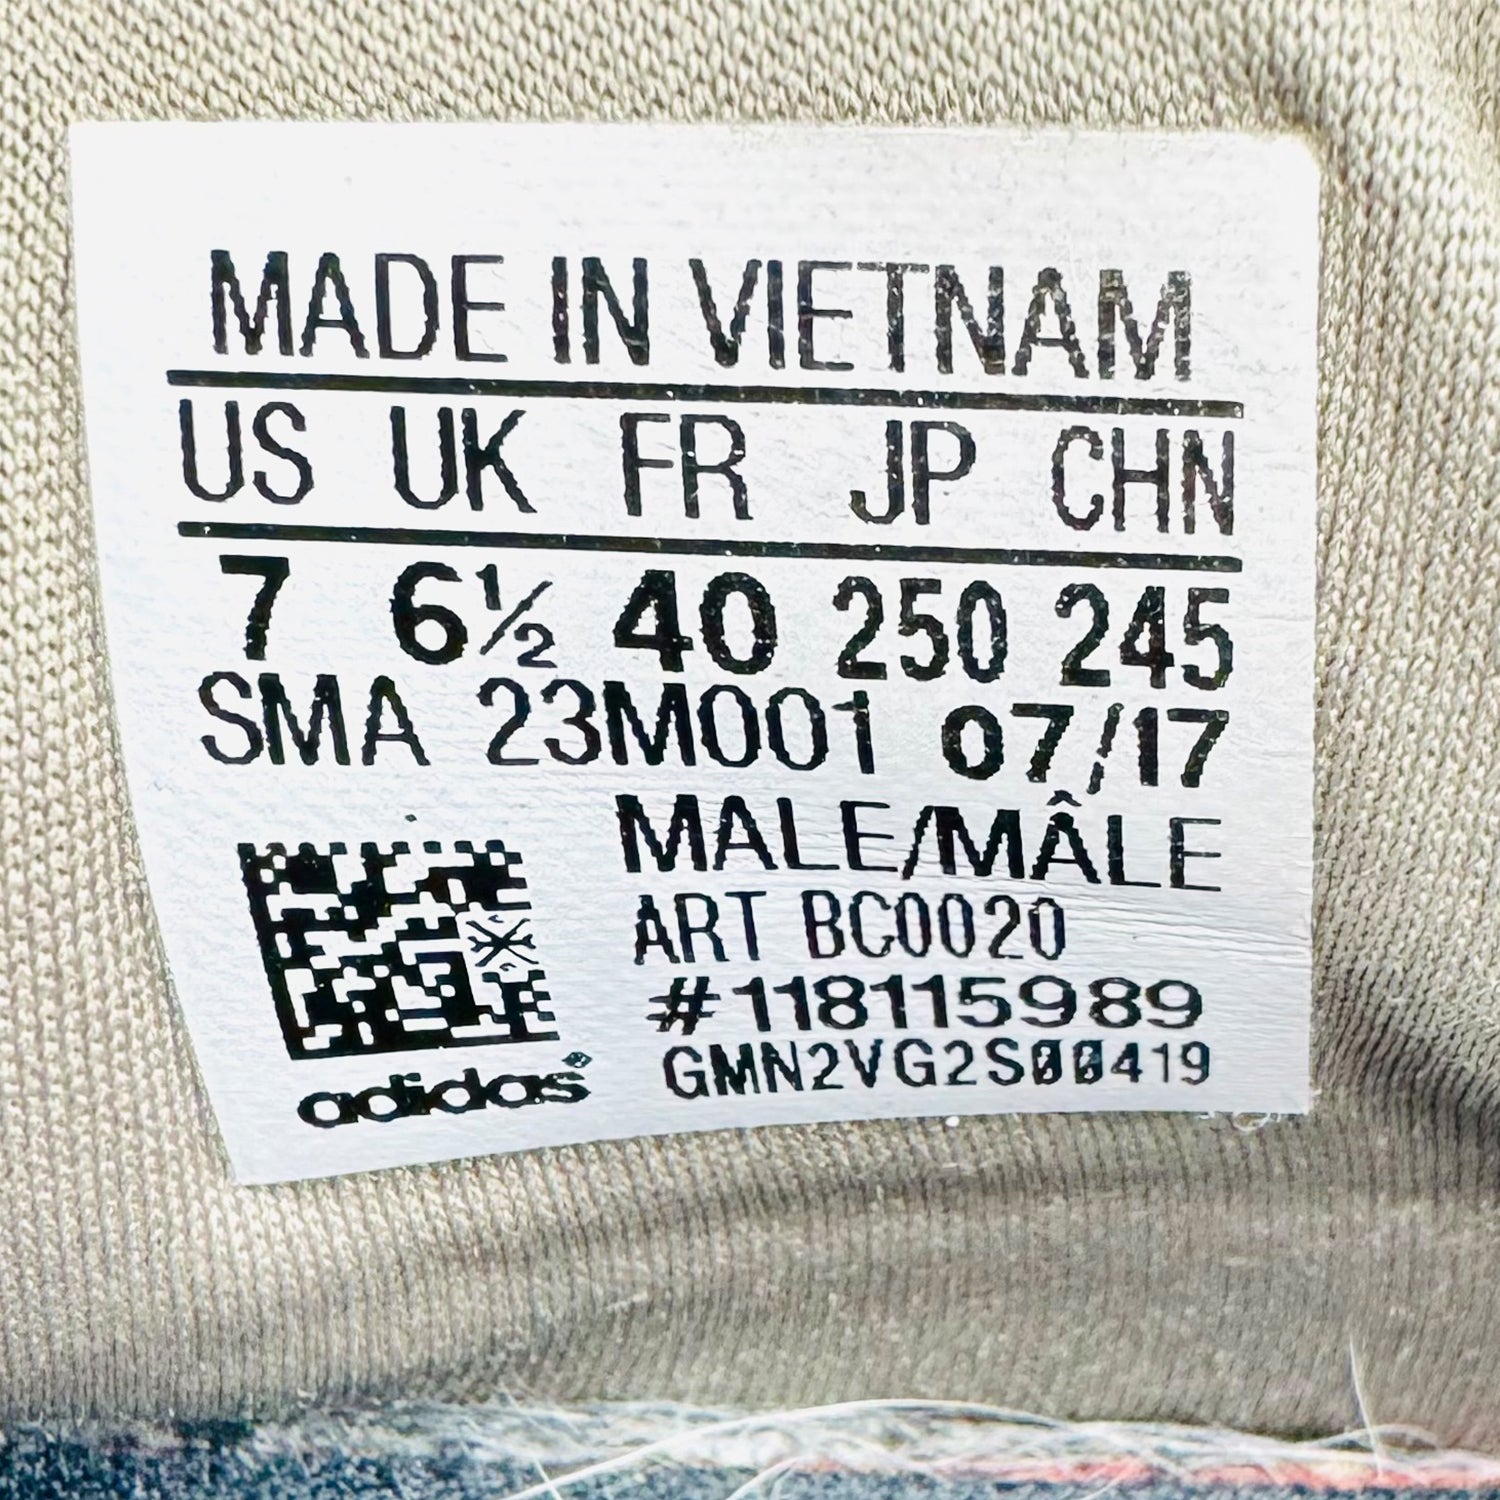 MADE IN VIETNAM
US UK FR JP CHN
7 6½ 40 250 245
SMA 23M001 07/17
MALE/MÂLE
ART BC0020
#118115989
GMN2VG2S00419
adidas